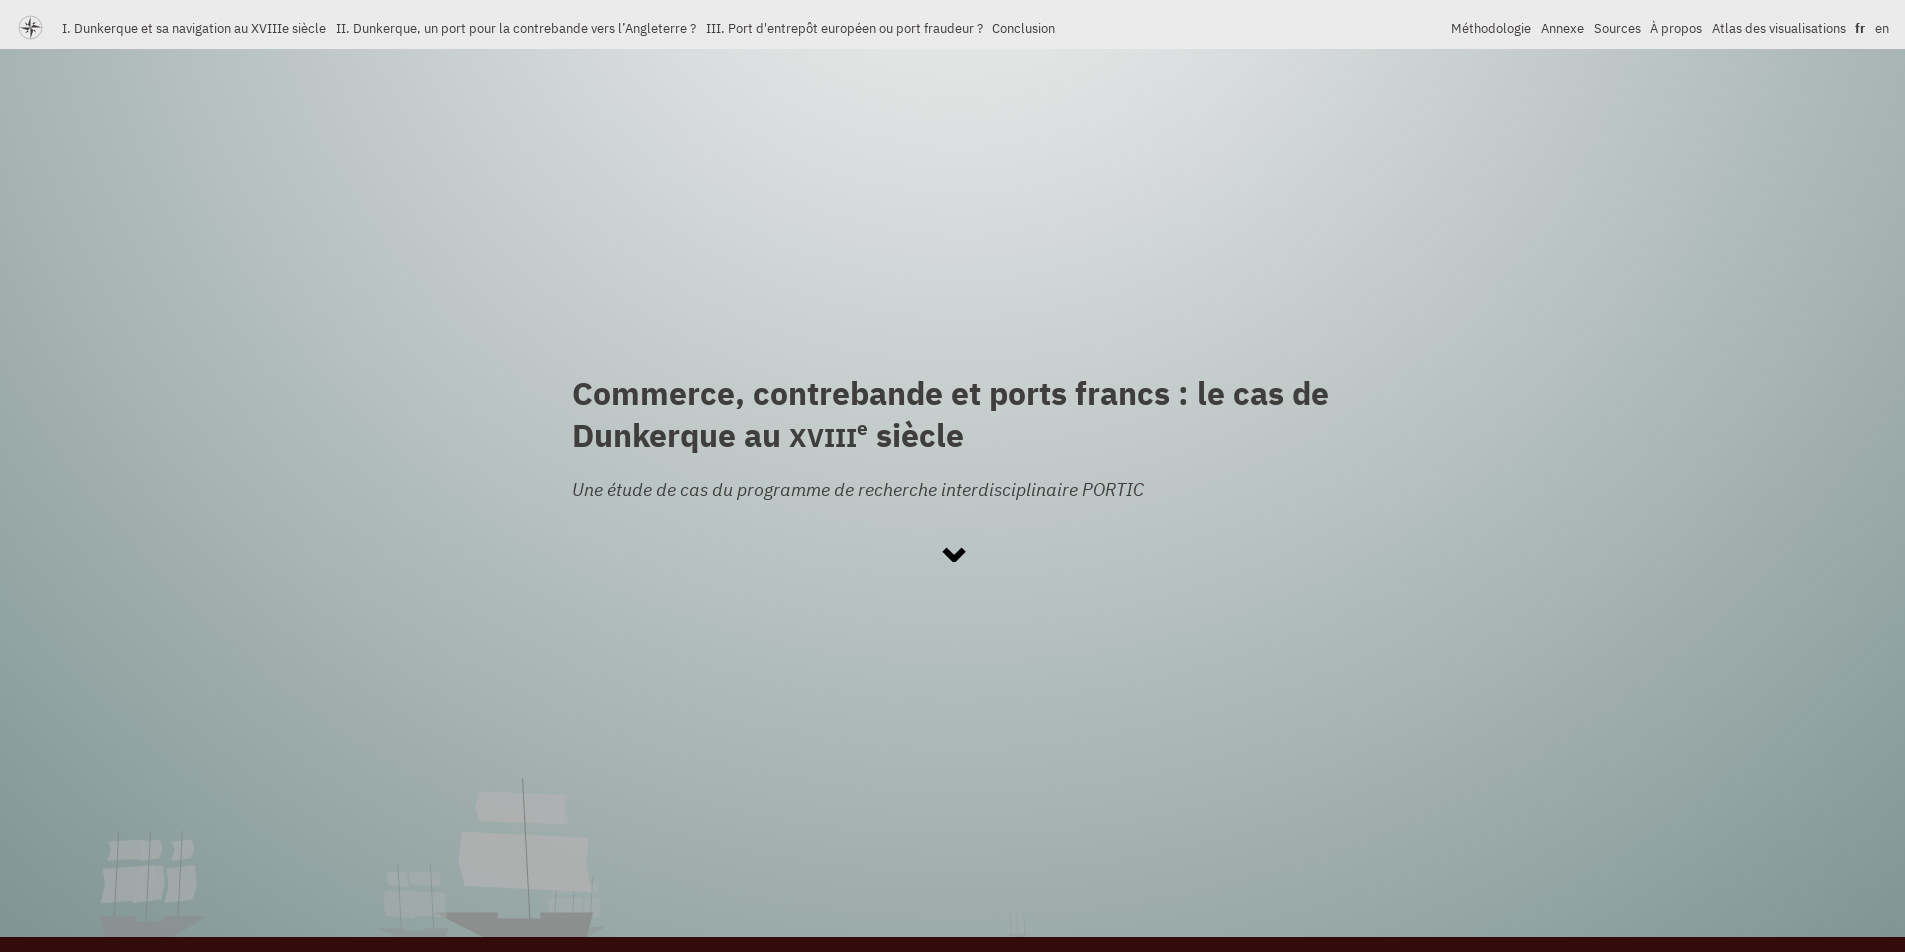 I. Dunkerque et sa navigation au XVIIIe siècle II. Dunkerque, un port pour la contrebande vers l’Angleterre ? III. Port d'entrepôt européen ou port fraudeur ? Conclusion Méthodologie Annexe Sources À propos Atlas des visualisations fr en
Commerce, contrebande et ports francs : le cas de
Dunkerque au XVIIIe siècle
Une étude de cas du programme de recherche interdisciplinaire PORTIC